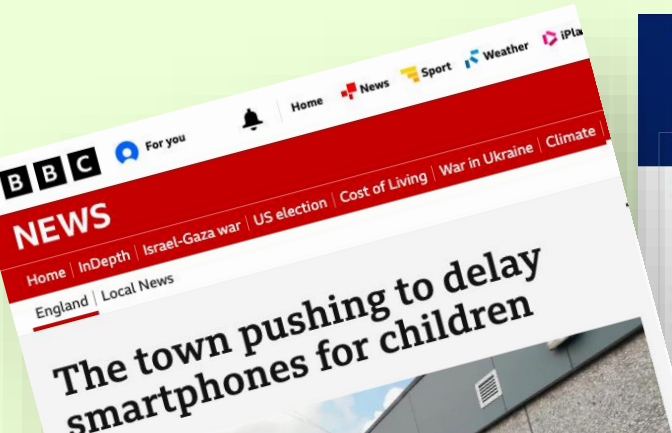 BBC
For you
Home
News
Sport
Weather
NEWS
Home
InDepth
Israel-Gaza war
US election
Cost of Living
War in Ukraine
Climate
England
Local News
The town pushing to delay
smartphones for children